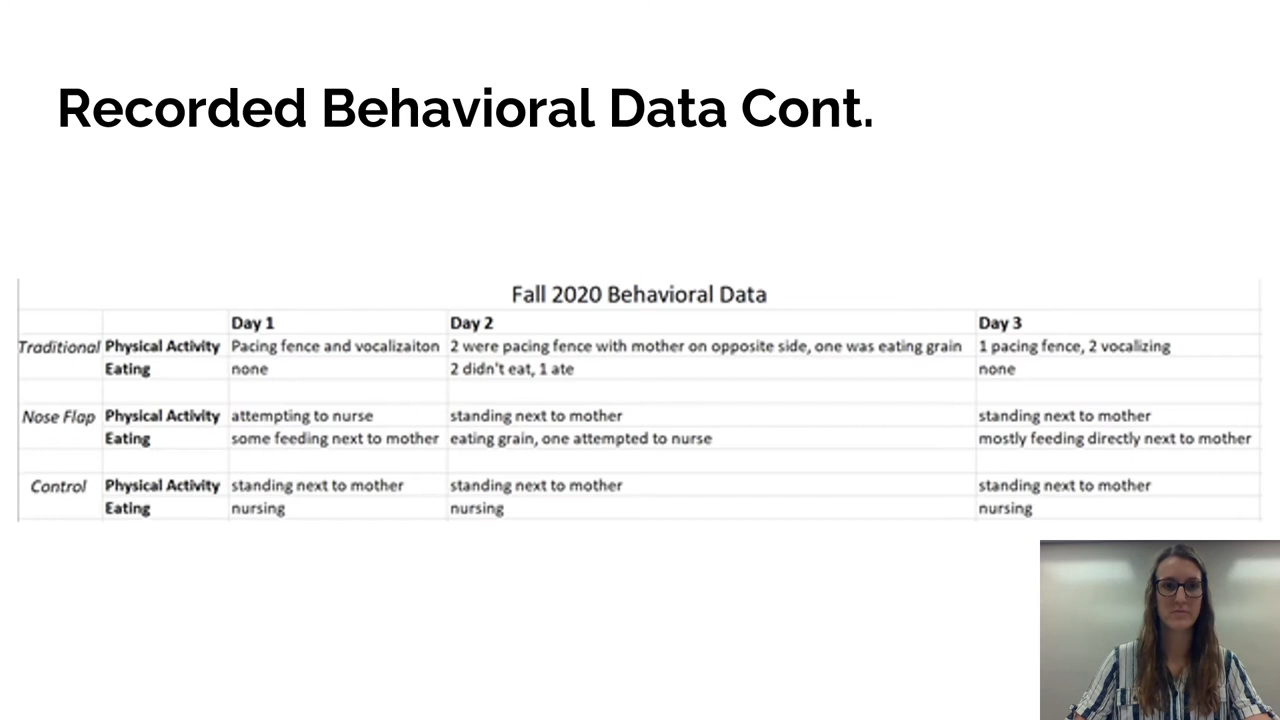 Recorded Behavioral Data Cont.
Fall 2020 Behavioral Data
Day 1 Day 2 Day 3
Traditional Physical Activity Pacing fence and vocalizaiton 2 were pacing fence with mother on opposite side, one was eating grain 1 pacing fence, 2 vocalizing
Eating none 2 didn't eat, 1 ate none
Nose Flap Physical Activity attempting to nurse standing next to mother standing next to mother
Eating some feeding next to mother eating grain, one attempted to nurse mostly feeding directly next to mother
Control Physical Activity standing next to mother standing next to mother standing next to mother
Eating nursing nursing nursing